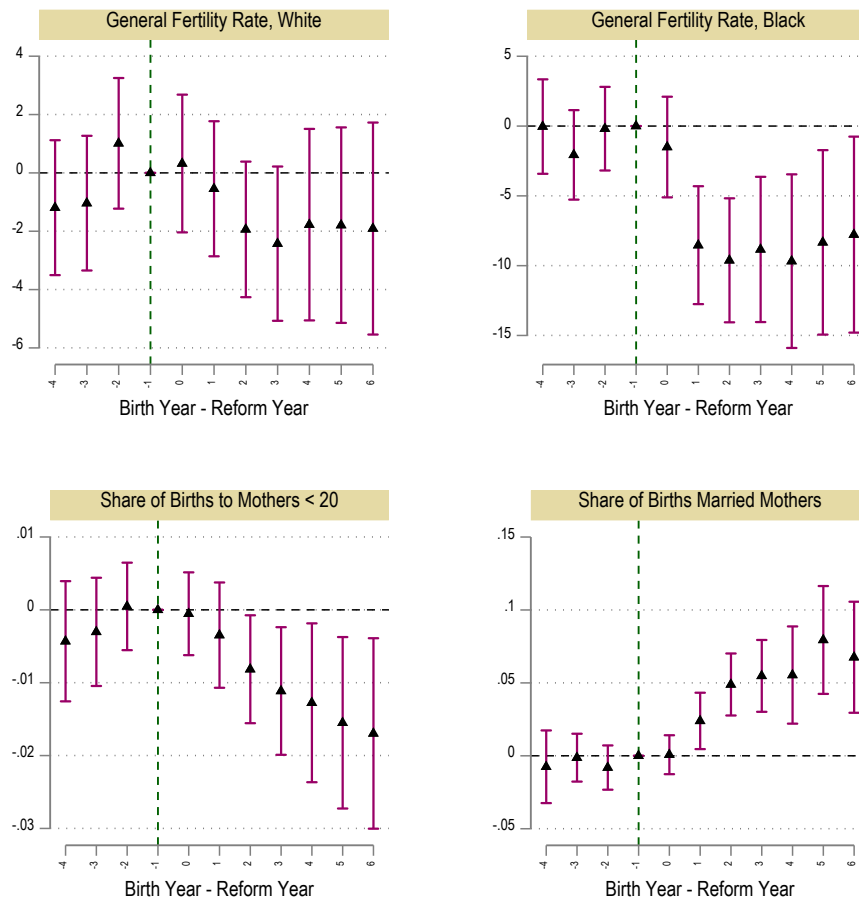 General Fertility Rate, White
4
2
0
-2
-4
-6
-4 -3 -2 -1 0 1 2 3 4 5 6
Birth Year - Reform Year
General Fertility Rate, Black
5
0
-5
-10
-15
-4 -3 -2 -1 0 1 2 3 4 5 6
Birth Year - Reform Year
Share of Births to Mothers < 20
.01
0
-.01
-.02
-.03
-4 -3 -2 -1 0 1 2 3 4 5 6
Birth Year - Reform Year
Share of Births Married Mothers
.15
.1
.05
0
-.05
-4 -3 -2 -1 0 1 2 3 4 5 6
Birth Year - Reform Year